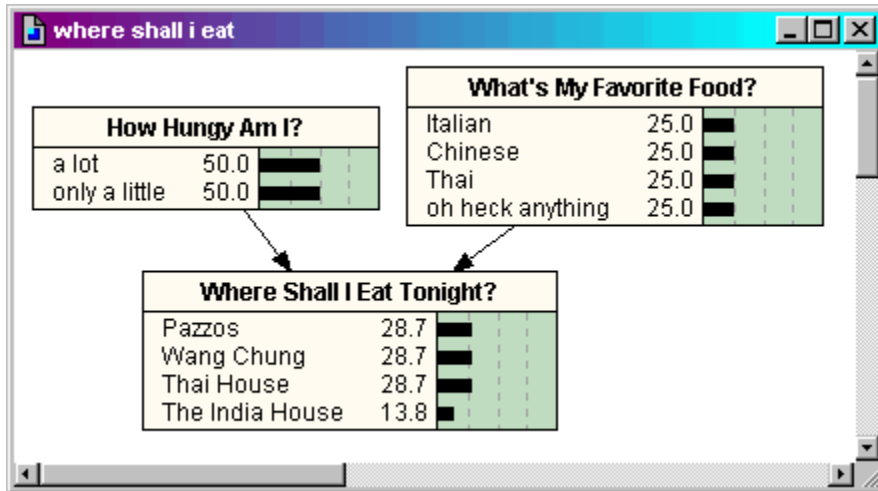 where shall i eat
How Hungy Am I?
a lot 50.0
only a little 50.0
What's My Favorite Food?
Italian 25.0
Chinese 25.0
Thai 25.0
oh heck anything 25.0
Where Shall I Eat Tonight?
Pazzos 28.7
Wang Chung 28.7
Thai House 28.7
The India House 13.8